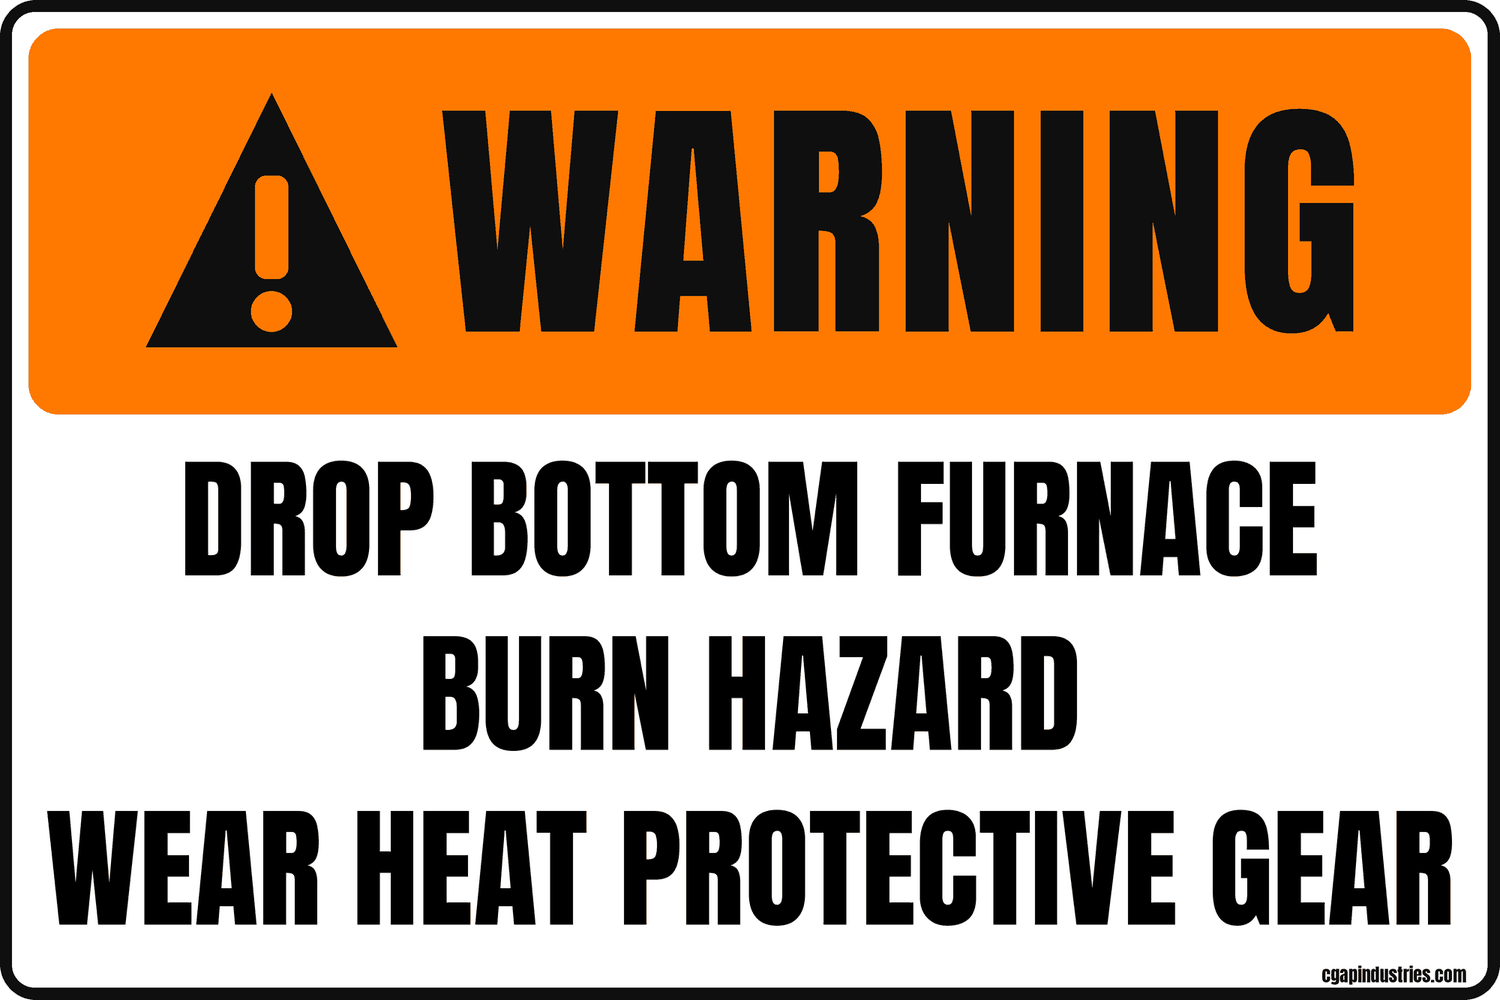 WARNING
DROP BOTTOM FURNACE
BURN HAZARD
WEAR HEAT PROTECTIVE GEAR
cgapindustries.com